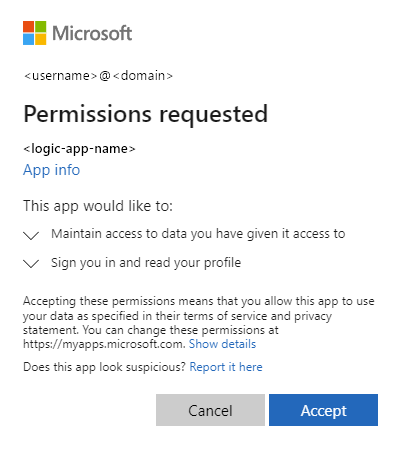 Microsoft
<username>@<domain>
Permissions requested
<logic-app-name>
App info
This app would like to:
Maintain access to data you have given it access to
Sign you in and read your profile
Accepting these permissions means that you allow this app to use
your data as specified in their terms of service and privacy
statement. You can change these permissions at
https://myapps.microsoft.com. Show details
Does this app look suspicious? Report it here
Cancel
Accept